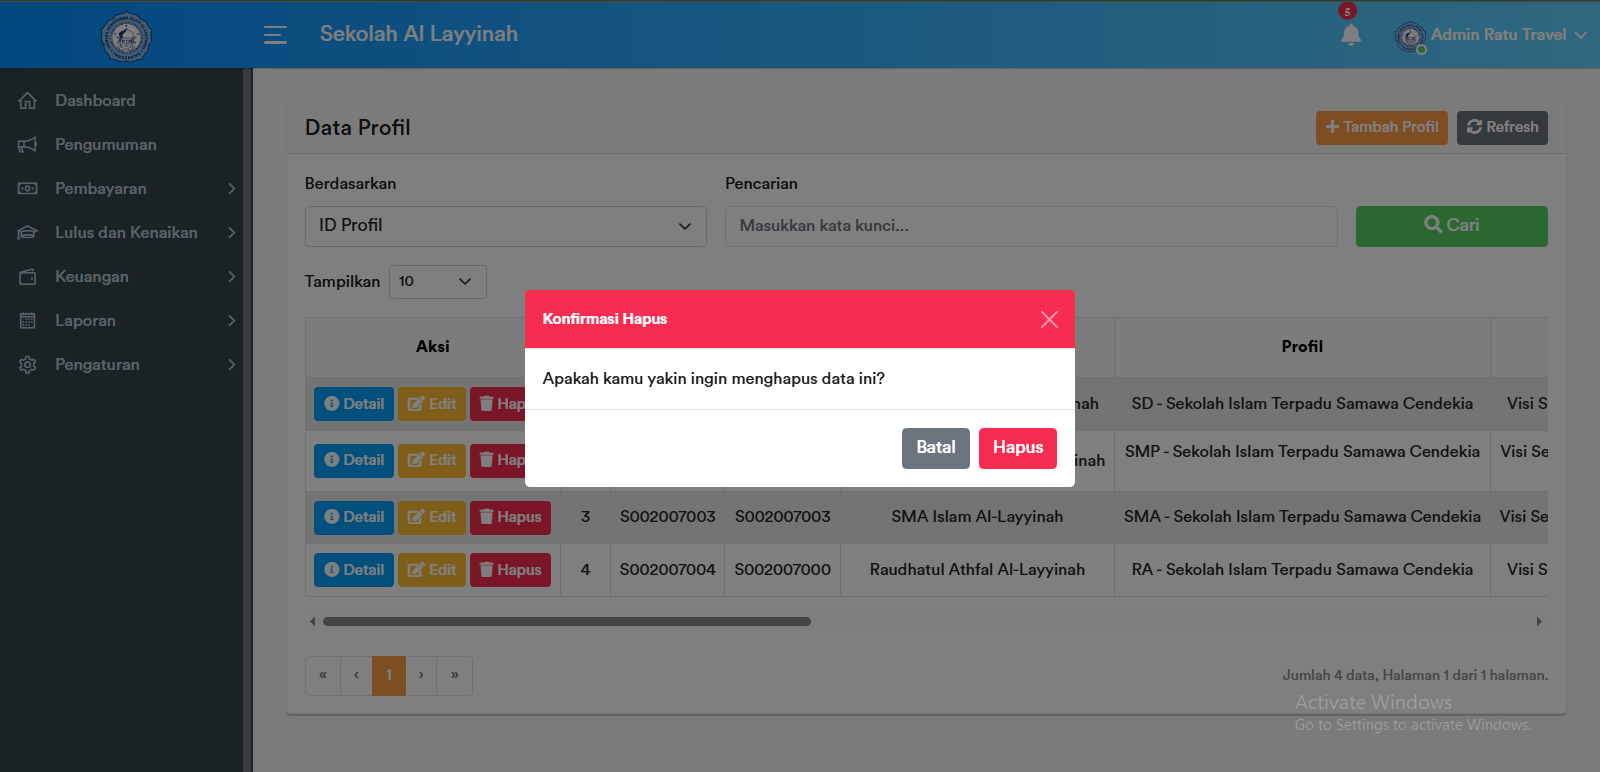 Sekolah Al Layyinah
5
Admin Ratu Travel
Dashboard
Pengumuman
Pembayaran
Lulus dan Kenaikan
Keuangan
Laporan
Pengaturan
Data Profil
Tambah Profil
Refresh
Berdasarkan
Pencarian
ID Profil
Masukkan kata kunci...
Cari
Tampilkan 10
Konfirmasi Hapus
Apakah kamu yakin ingin menghapus data ini?
Batal Hapus
Aksi Profil
Detail Edit Hap nah SD - Sekolah Islam Terpadu Samawa Cendekia Visi S
Detail Edit Hap inah SMP - Sekolah Islam Terpadu Samawa Cendekia Visi Se
Detail Edit Hapus 3 S002007003 S002007003 SMA Islam Al-Layyinah SMA - Sekolah Islam Terpadu Samawa Cendekia Visi Se
Detail Edit Hapus 4 S002007004 S002007000 Raudhatul Athfal Al-Layyinah RA - Sekolah Islam Terpadu Samawa Cendekia Visi S
« ‹ 1 › »
Jumlah 4 data, Halaman 1 dari 1 halaman.
Activate Windows
Go to Settings to activate Windows.